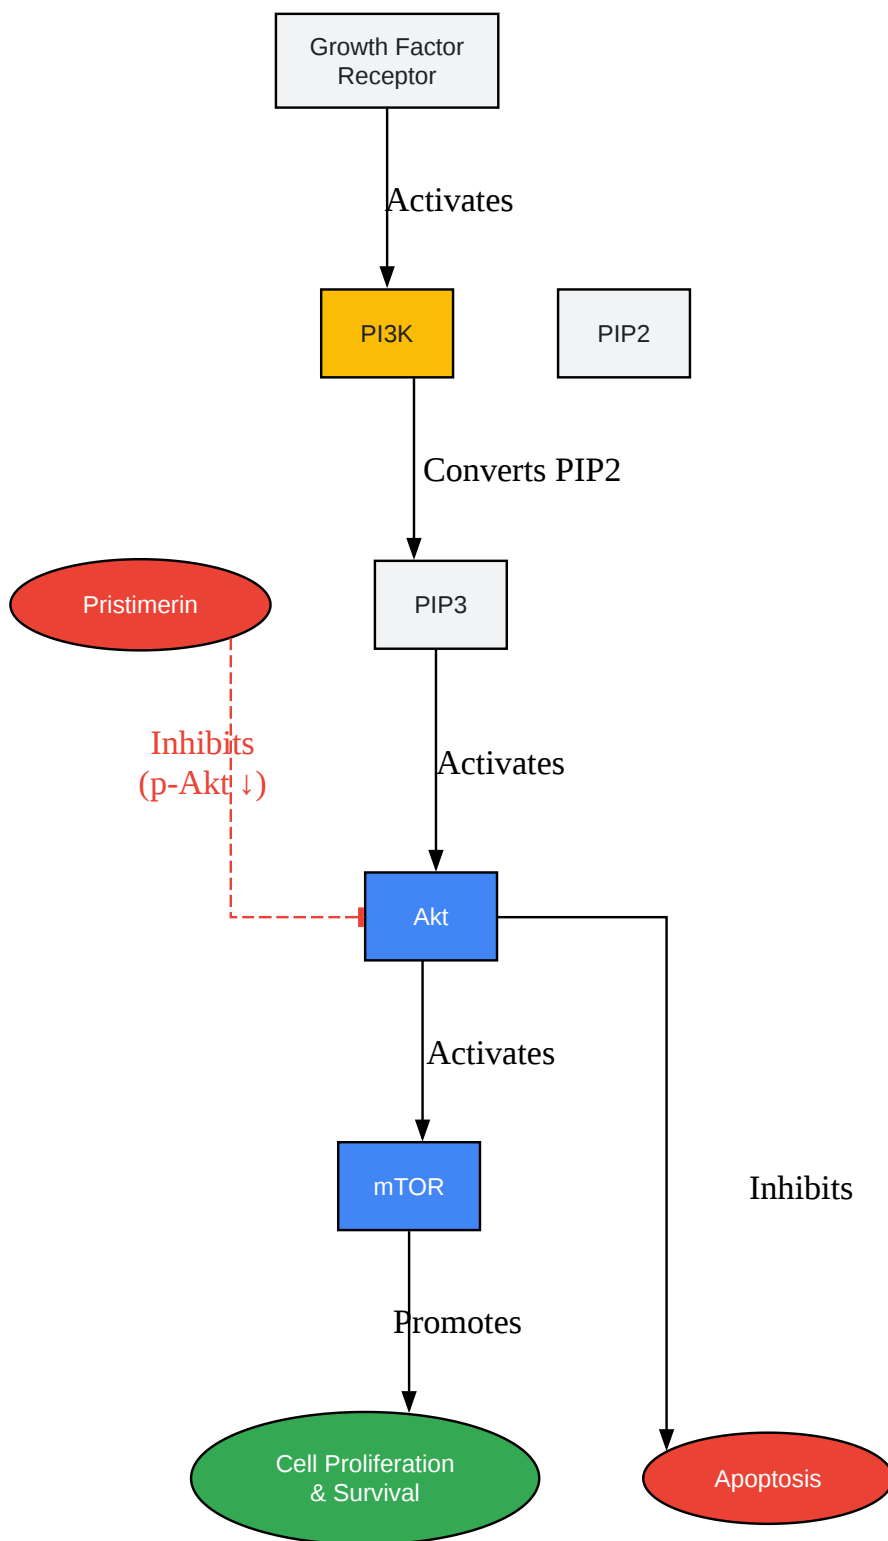 Growth Factor
Receptor
Activates
PI3K
PIP2
Converts PIP2
Pristimerin
PIP3
Inhibits
(p-Akt ↓)
Activates
Akt
Activates
mTOR
Inhibits
Promotes
Cell Proliferation
& Survival
Apoptosis